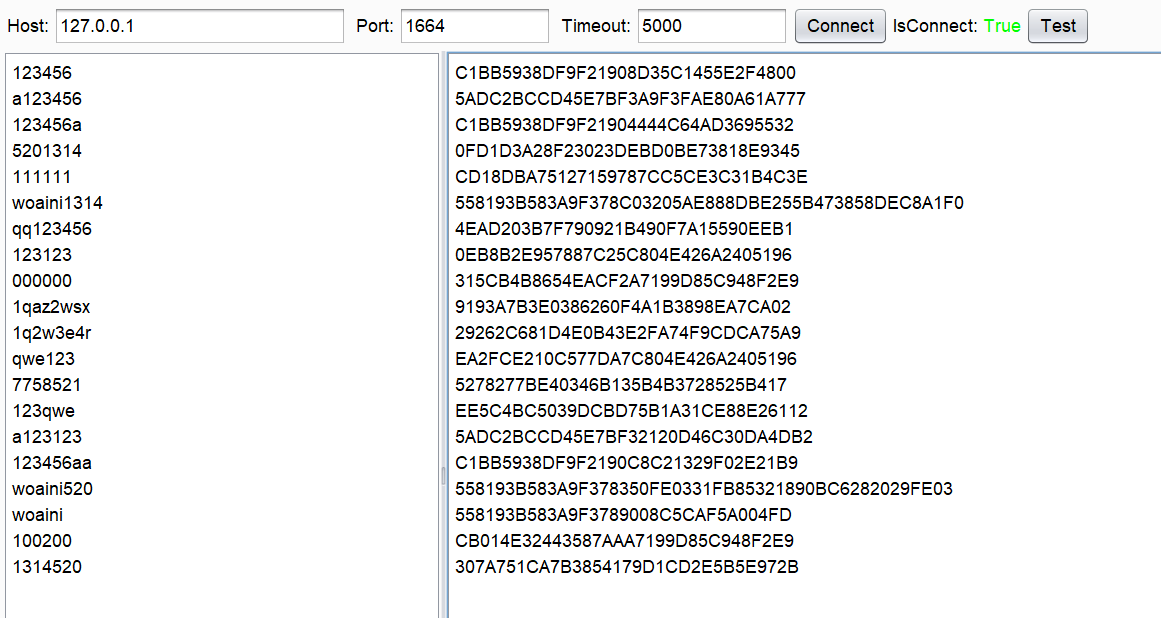 Host: 127.0.0.1 Port: 1664 Timeout: 5000 Connect IsConnect: True Test
123456 C1BB5938DF9F21908D35C1455E2F4800
a123456 5ADC2BCCD45E7BF3A9F3FAE80A61A777
123456a C1BB5938DF9F21904444C64AD3695532
5201314 0FD1D3A28F23023DEBD0BE73818E9345
111111 CD18DBA75127159787CC5CE3C31B4C3E
woaini1314 558193B583A9F378C03205AE888DBE255B473858DEC8A1F0
qq123456 4EAD203B7F790921B490F7A15590EEB1
123123 0EB8B2E957887C25C804E426A2405196
000000 315CB4B8654EACF2A7199D85C948F2E9
1qaz2wsx 9193A7B3E0386260F4A1B3898EA7CA02
1q2w3e4r 29262C681D4E0B43E2FA74F9CDCA75A9
qwe123 EA2FCE210C577DA7C804E426A2405196
7758521 5278277BE40346B135B4B3728525B417
123qwe EE5C4BC5039DCBD75B1A31CE88E26112
a123123 5ADC2BCCD45E7BF32120D46C30DA4DB2
123456aa C1BB5938DF9F2190C8C21329F02E21B9
woaini520 558193B583A9F378350FE0331FB85321890BC6282029FE03
woaini 558193B583A9F3789008C5CAF5A004FD
100200 CB014E32443587AAA7199D85C948F2E9
1314520 307A751CA7B3854179D1CD2E5B5E972B